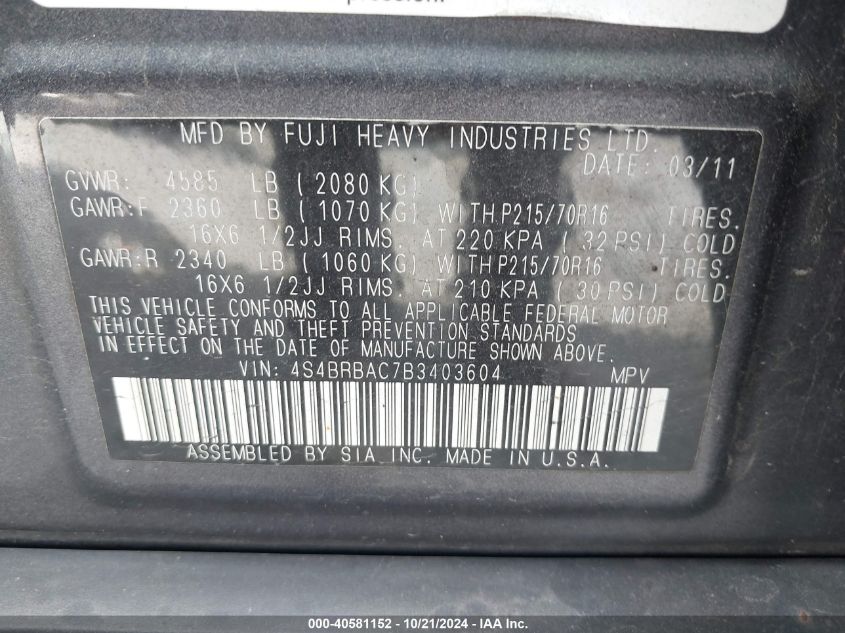 MFD BY FUJI HEAVY INDUSTRIES LTD.
DATE: 03/11
GVWR: 4585 LB ( 2080 KG)
GAWR:F 2360 LB ( 1070 KG) WITH P215/70R16 TIRES.
16X6 1/2JJ RIMS. AT 220 KPA ( 32 PSI) COLD
GAWR:R 2340 LB ( 1060 KG) WITH P215/70R16 TIRES.
16X6 1/2JJ RIMS. AT 210 KPA ( 30 PSI) COLD
THIS VEHICLE CONFORMS TO ALL APPLICABLE FEDERAL MOTOR
VEHICLE SAFETY AND THEFT PREVENTION STANDARDS
IN EFFECT ON THE DATE OF MANUFACTURE SHOWN ABOVE.
VIN: 4S4BRBAC7B3403604 MPV
ASSEMBLED BY SIA INC. MADE IN U.S.A.
000-40581152 - 10/21/2024 - IAA Inc.